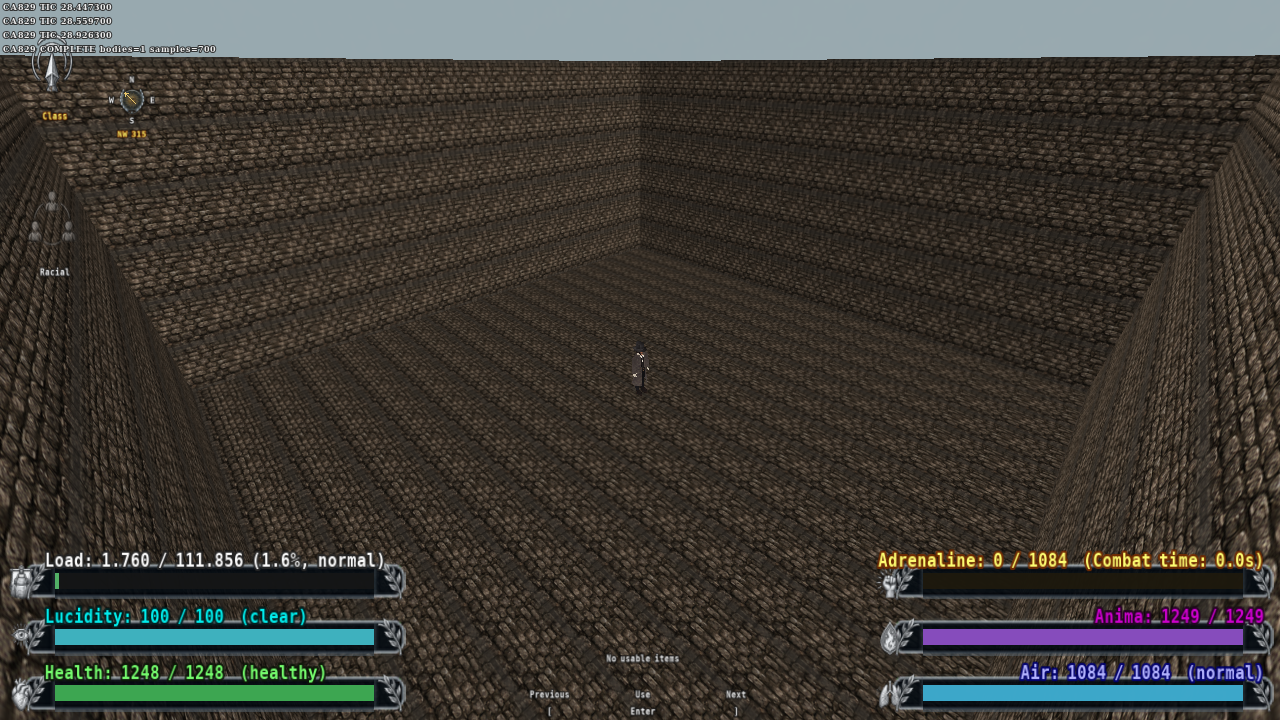 CA829 TIC 28.447300
CA829 TIC 28.559700
CA829 TIC 28.926300
CA829 COMPLETE bodies=1 samples=700
Class
N
W E
S
NW 315
Racial
Load: 1.760 / 111.856 (1.6%, normal)
Lucidity: 100 / 100 (clear)
Health: 1248 / 1248 (healthy)
Adrenaline: 0 / 1084 (Combat time: 0.0s)
Anima: 1249 / 1249
Air: 1084 / 1084 (normal)
No usable items
Previous Use Next
[ Enter ]